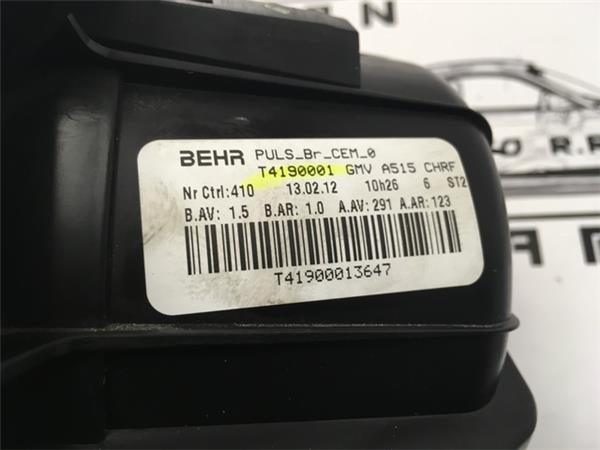 BEHR PULS_Br_CEM_0
T4190001 GMV A515 CHRF
Nr Ctrl:410 13.02.12 10h26 6 ST2
B.AV: 1.5 B.AR: 1.0 A.AV: 291 A.AR: 123
T41900013647